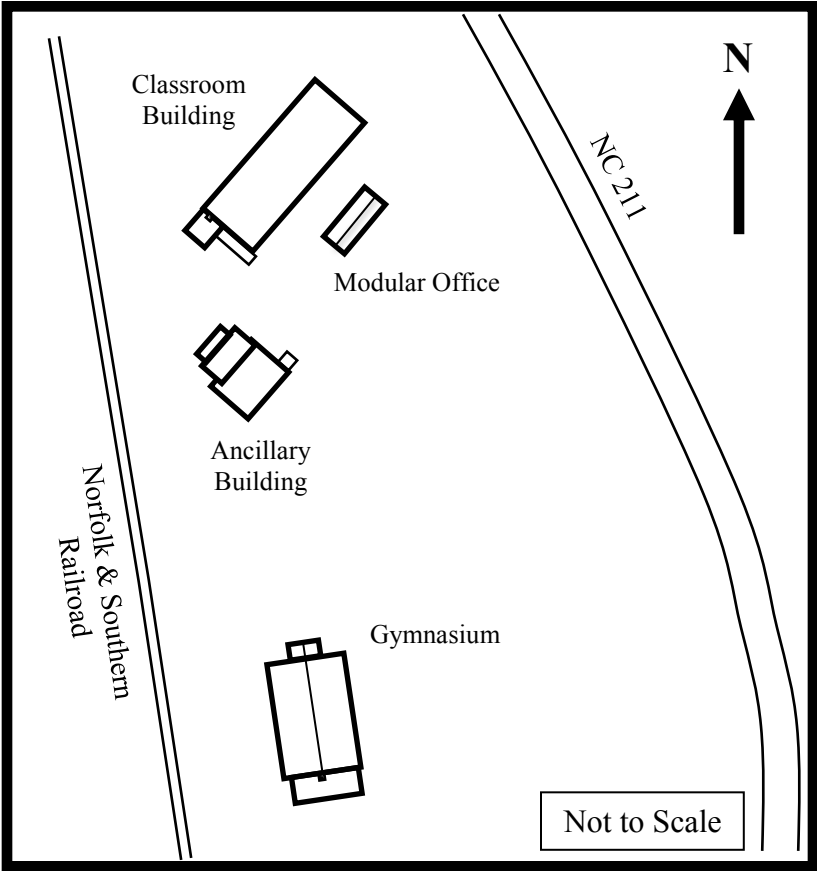 N
Classroom
Building
NC 211
Modular Office
Ancillary
Building
Norfolk & Southern
Railroad
Gymnasium
Not to Scale